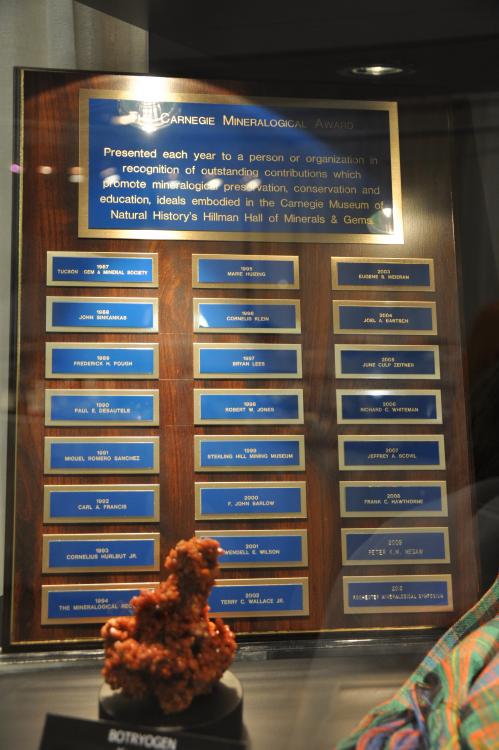 The Carnegie Mineralogical Award
Presented each year to a person or organization in
recognition of outstanding contributions which
promote mineralogical preservation, conservation and
education, ideals embodied in the Carnegie Museum of
Natural History's Hillman Hall of Minerals & Gems
1987
TUCSON GEM & MINERAL SOCIETY
1988
JOHN SINKANKAS
1989
FREDERICK H. POUGH
1990
PAUL E. DESAUTELS
1991
MIGUEL ROMERO SANCHEZ
1992
CARL A. FRANCIS
1993
CORNELIUS HURLBUT JR.
1994
THE MINERALOGICAL
1995
MARIE HUIZING
1996
CORNELIS KLEIN
1997
BRYAN LEES
1998
ROBERT W. JONES
1999
STERLING HILL MINING MUSEUM
2000
F. JOHN BARLOW
2001
WENDELL E. WILSON
2002
TERRY C. WALLACE JR.
2003
EUGENE S. MEIERAN
2004
JOEL A. BARTSCH
2005
JUNE CULP ZEITNER
2006
RICHARD C. WHITEMAN
2007
JEFFREY A. SCOVIL
2008
FRANK C. HAWTHORNE
2009
PETER K.M. MEGAW
2010
ROCHESTER MINERALOGICAL SYMPOSIUM
BOTRYOGEN